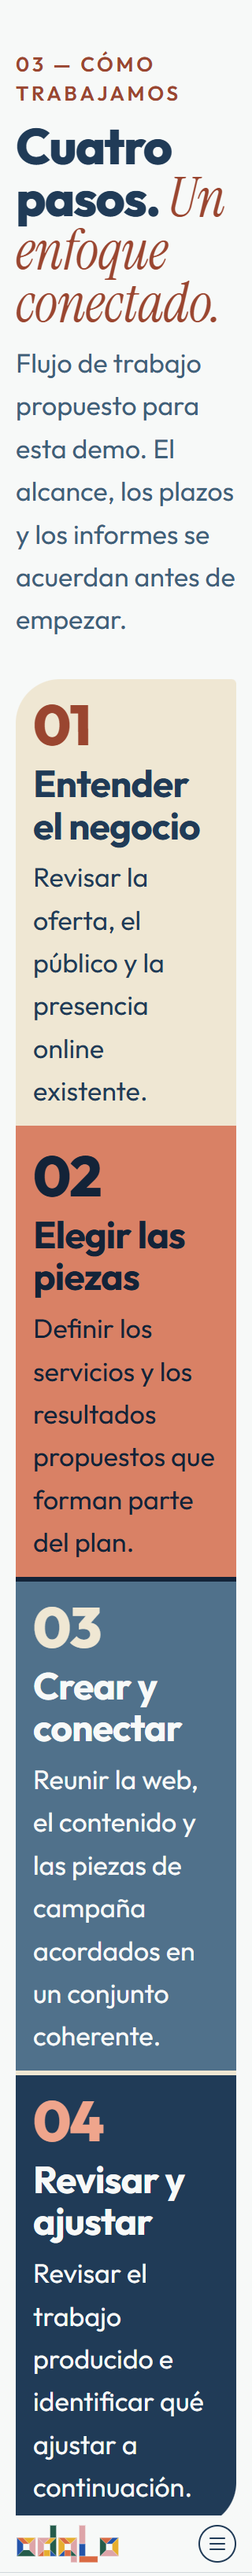 03 — CÓMO
TRABAJAMOS
Cuatro
pasos. Un
enfoque
conectado.
Flujo de trabajo
propuesto para
esta demo. El
alcance, los plazos
y los informes se
acuerdan antes de
empezar.
01
Entender
el negocio
Revisar la
oferta, el
público y la
presencia
online
existente.
02
Elegir las
piezas
Definir los
servicios y los
resultados
propuestos que
forman parte
del plan.
03
Crear y
conectar
Reunir la web,
el contenido y
las piezas de
campaña
acordados en
un conjunto
coherente.
04
Revisar y
ajustar
Revisar el
trabajo
producido e
identificar qué
ajustar a
continuación.